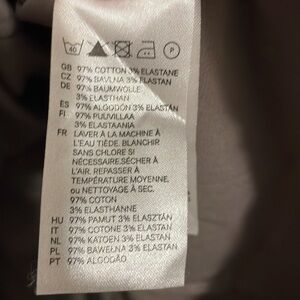 40 P
GB 97% COTTON 3% ELASTANE
CZ 97% BAVLNA 3% ELASTAN
DE 97% BAUMWOLLE
3% ELASTHAN
ES 97% ALGODÓN 3% ELASTÁN
FI 97% PUUVILLAA
3% ELASTAANIA
FR LAVER À LA MACHINE À
L'EAU TIÈDE. BLANCHIR
SANS CHLORE SI
NÉCESSAIRE.SÉCHER À
L'AIR. REPASSER À
TEMPÉRATURE MOYENNE.
OU NETTOYAGE À SEC.
97% COTON
3% ELASTHANNE
HU 97% PAMUT 3% ELASZTÁN
IT 97% COTONE 3% ELASTAN
NL 97% KATOEN 3% ELASTAN
PL 97% BAWEŁNA 3% ELASTAN
PT 97% ALGODÃO